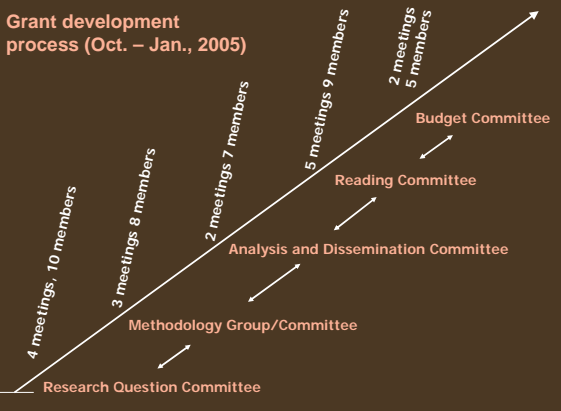 Grant development
process (Oct. – Jan., 2005)
2 meetings
5 members
5 meetings 9 members
2 meetings 7 members
3 meetings 8 members
4 meetings, 10 members
Budget Committee
Reading Committee
Analysis and Dissemination Committee
Methodology Group/Committee
Research Question Committee